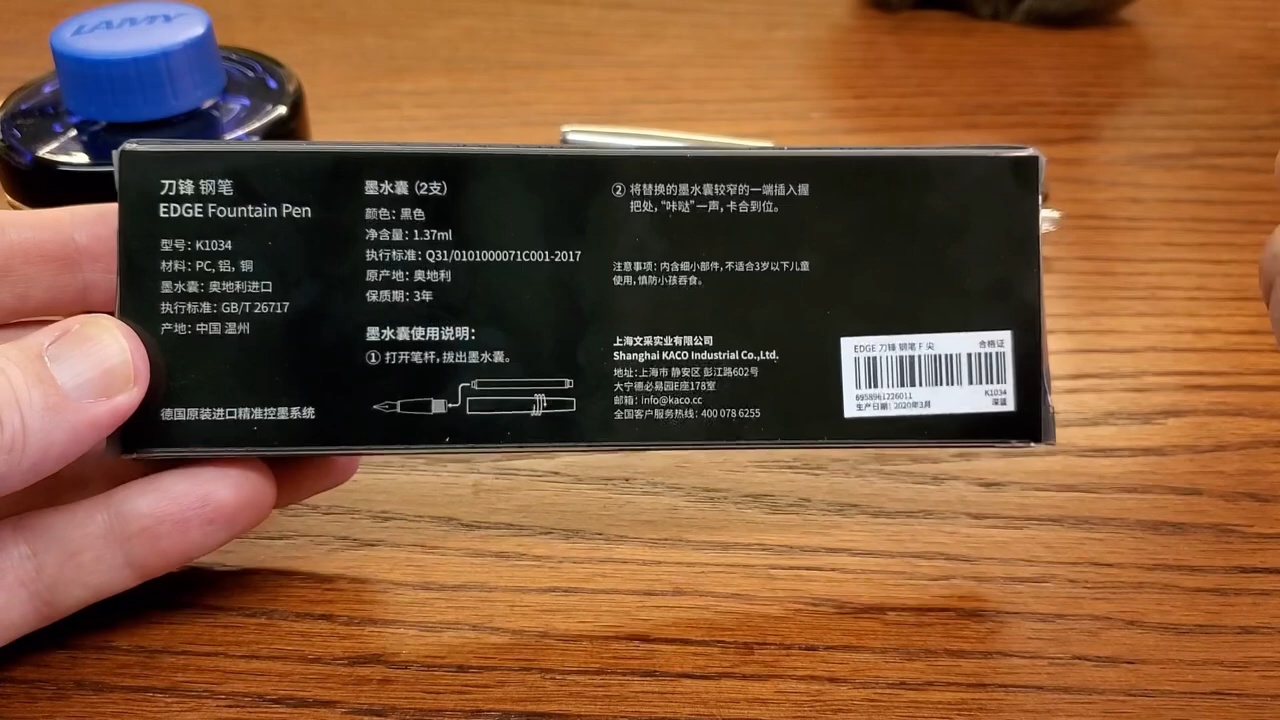 LAMY
刀锋 钢笔
EDGE Fountain Pen
型号: K1034
材料: PC, 铝, 铜
墨水囊: 奥地利进口
执行标准: GB/T 26717
产地: 中国 温州
德国原装进口精准控墨系统
墨水囊 (2支)
颜色: 黑色
净含量: 1.37ml
执行标准: Q31/0101000071C001-2017
原产地: 奥地利
保质期: 3年
墨水囊使用说明:
① 打开笔杆, 拔出墨水囊。
② 将替换的墨水囊较窄的一端插入握
把处, “咔哒” 一声, 卡合到位。
注意事项: 内含细小部件, 不适合3岁以下儿童
使用, 慎防小孩吞食。
上海文采实业有限公司
Shanghai KACO Industrial Co.,Ltd.
地址: 上海市 静安区 彭江路602号
大宁德必易园E座178室
邮箱: info@kaco.cc
全国客户服务热线: 400 078 6255
EDGE 刀锋 钢笔 F 尖 合格证
6958961226011 K1034
生产日期: 2020年3月 深蓝